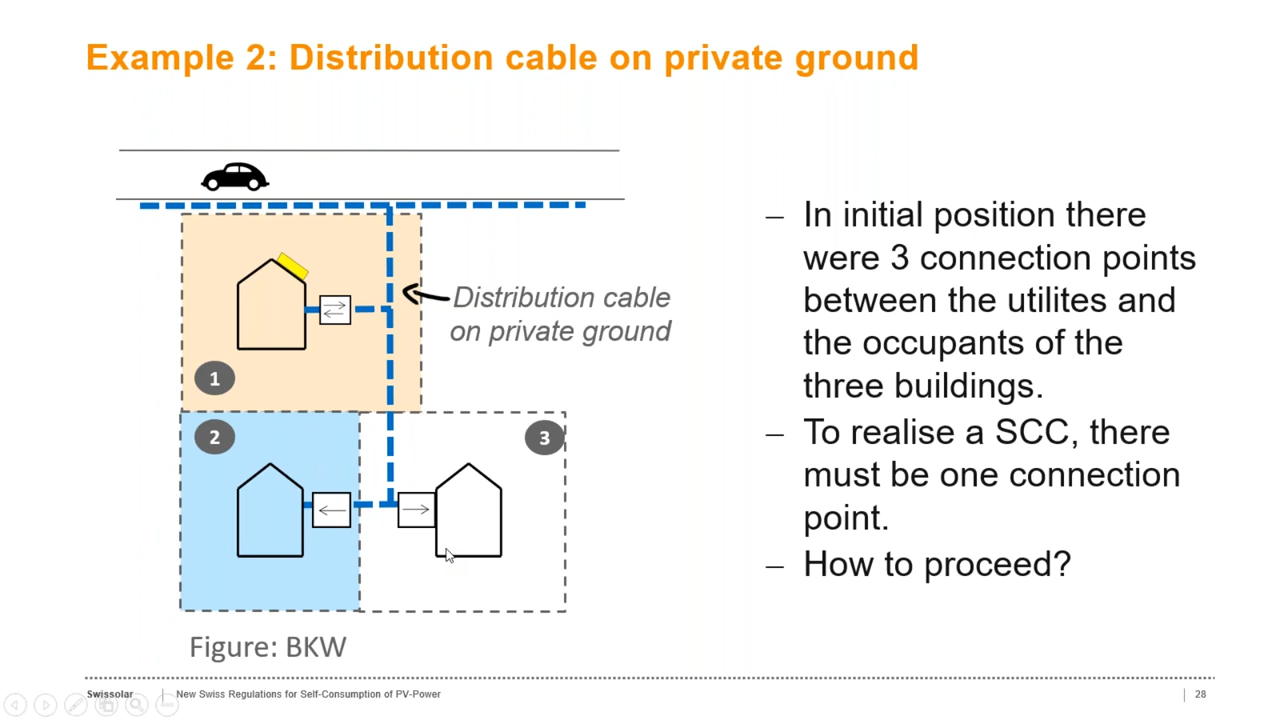 Example 2: Distribution cable on private ground
Distribution cable
on private ground
1
2
3
Figure: BKW
– In initial position there
were 3 connection points
between the utilites and
the occupants of the
three buildings.
– To realise a SCC, there
must be one connection
point.
– How to proceed?
Swissolar | New Swiss Regulations for Self-Consumption of PV-Power | 28